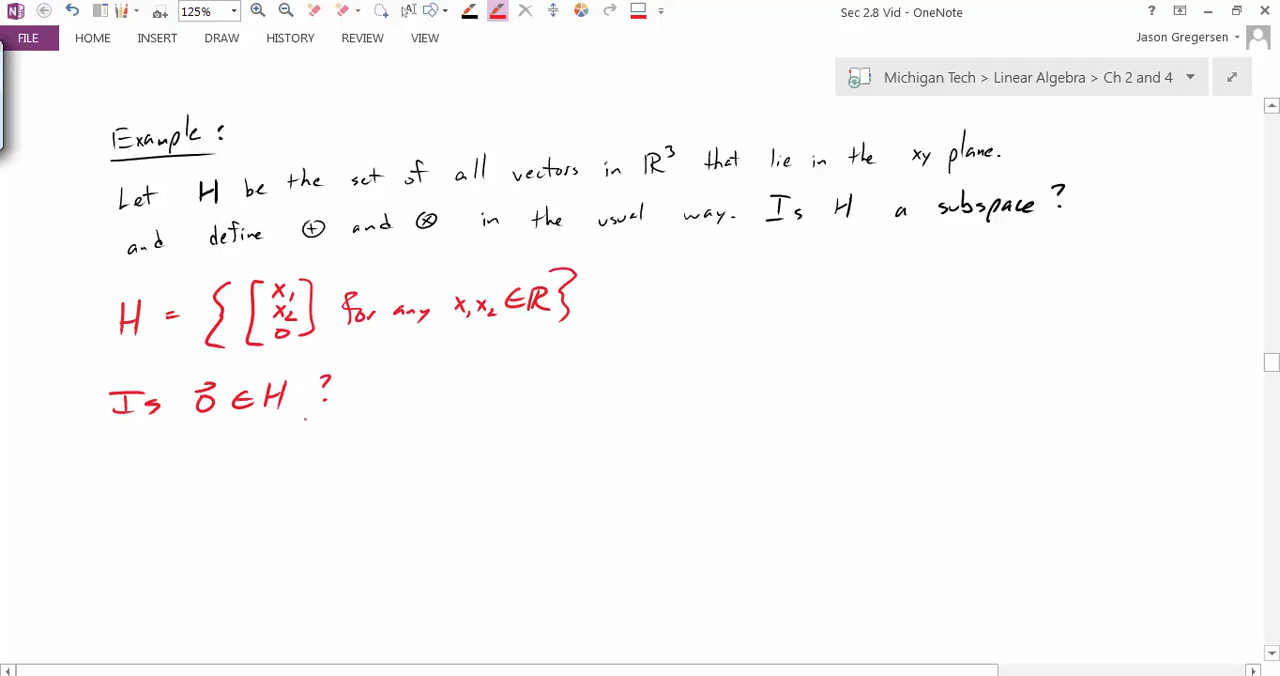 125%
Sec 2.8 Vid - OneNote
?
FILE HOME INSERT DRAW HISTORY REVIEW VIEW
Jason Gregersen
Michigan Tech > Linear Algebra > Ch 2 and 4
Example:
Let H be the set of all vectors in ℝ³ that lie in the xy plane.
and define ⊕ and ⊗ in the usual way. Is H a subspace?
H = { [x₁ x₂ 0] for any x₁x₂ ∈ ℝ }
Is 0⃗ ∈ H ?